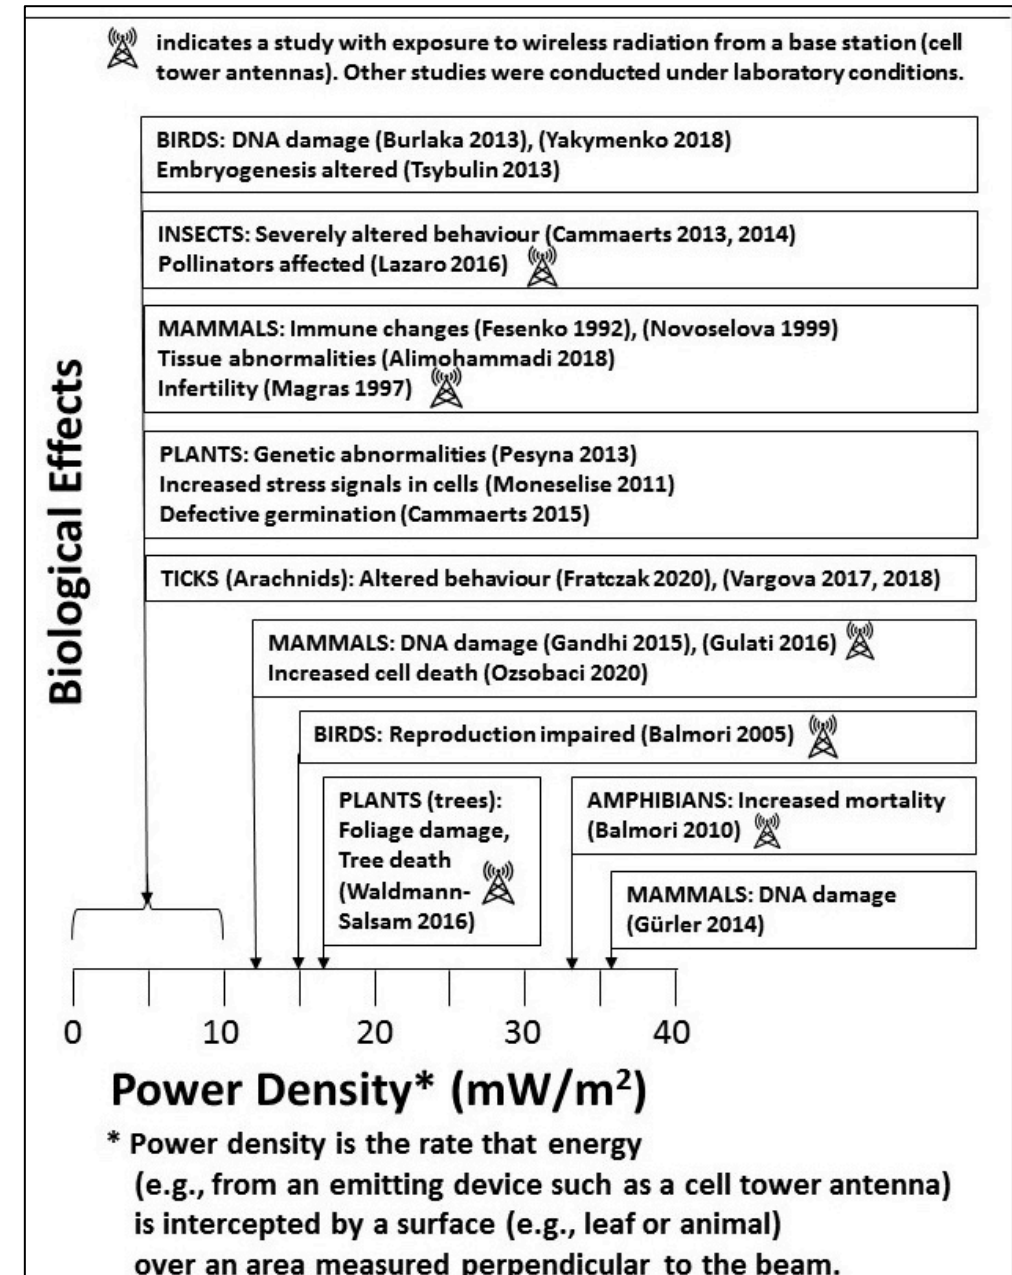 indicates a study with exposure to wireless radiation from a base station (cell
tower antennas). Other studies were conducted under laboratory conditions.
BIRDS: DNA damage (Burlaka 2013), (Yakymenko 2018)
Embryogenesis altered (Tsybulin 2013)
INSECTS: Severely altered behaviour (Cammaerts 2013, 2014)
Pollinators affected (Lazaro 2016)
MAMMALS: Immune changes (Fesenko 1992), (Novoselova 1999)
Tissue abnormalities (Alimohammadi 2018)
Infertility (Magras 1997)
PLANTS: Genetic abnormalities (Pesyna 2013)
Increased stress signals in cells (Moneselise 2011)
Defective germination (Cammaerts 2015)
TICKS (Arachnids): Altered behaviour (Fratczak 2020), (Vargova 2017, 2018)
MAMMALS: DNA damage (Gandhi 2015), (Gulati 2016)
Increased cell death (Ozsobaci 2020)
BIRDS: Reproduction impaired (Balmori 2005)
PLANTS (trees):
Foliage damage,
Tree death
(Waldmann-
Salsam 2016)
AMPHIBIANS: Increased mortality
(Balmori 2010)
MAMMALS: DNA damage
(Gürler 2014)
Biological Effects
0 10 20 30 40
Power Density* (mW/m²)
* Power density is the rate that energy
(e.g., from an emitting device such as a cell tower antenna)
is intercepted by a surface (e.g., leaf or animal)
over an area measured perpendicular to the beam.